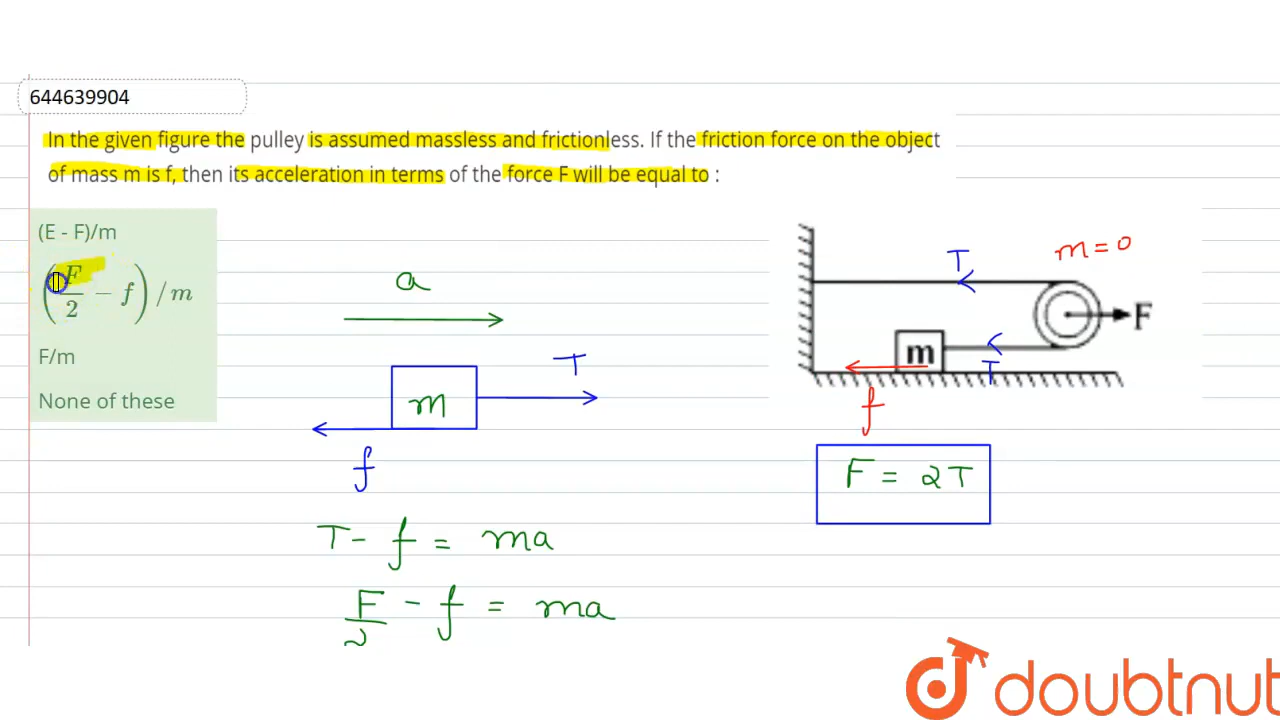 644639904
In the given figure the pulley is assumed massless and frictionless. If the friction force on the object
of mass m is f, then its acceleration in terms of the force F will be equal to :
(E - F)/m
(F/2 − f)/m
F/m
None of these
a
m
T
f
T - f = ma
F/2 - f = ma
T
m = 0
F
m
T
f
F = 2T
doubtnut